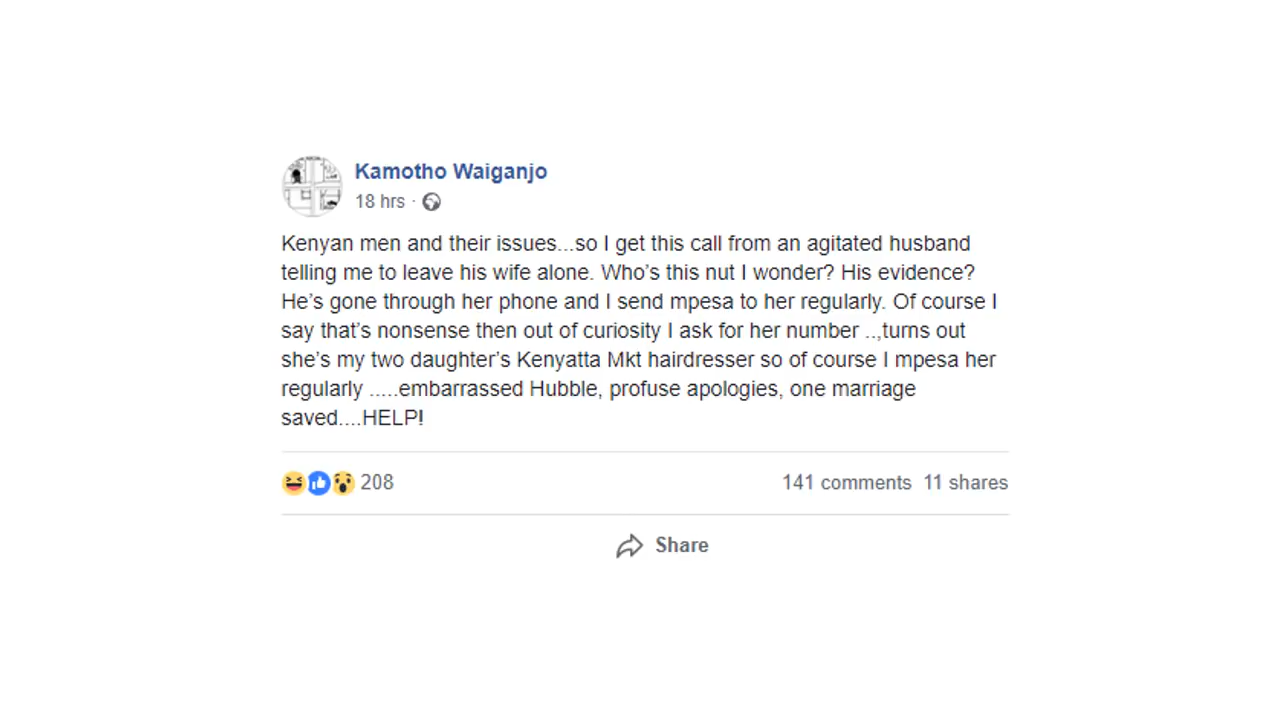 Kamotho Waiganjo
18 hrs ·
Kenyan men and their issues...so I get this call from an agitated husband
telling me to leave his wife alone. Who’s this nut I wonder? His evidence?
He’s gone through her phone and I send mpesa to her regularly. Of course I
say that’s nonsense then out of curiosity I ask for her number ..,turns out
she’s my two daughter’s Kenyatta Mkt hairdresser so of course I mpesa her
regularly .....embarrassed Hubble, profuse apologies, one marriage
saved....HELP!
208 141 comments 11 shares
Share